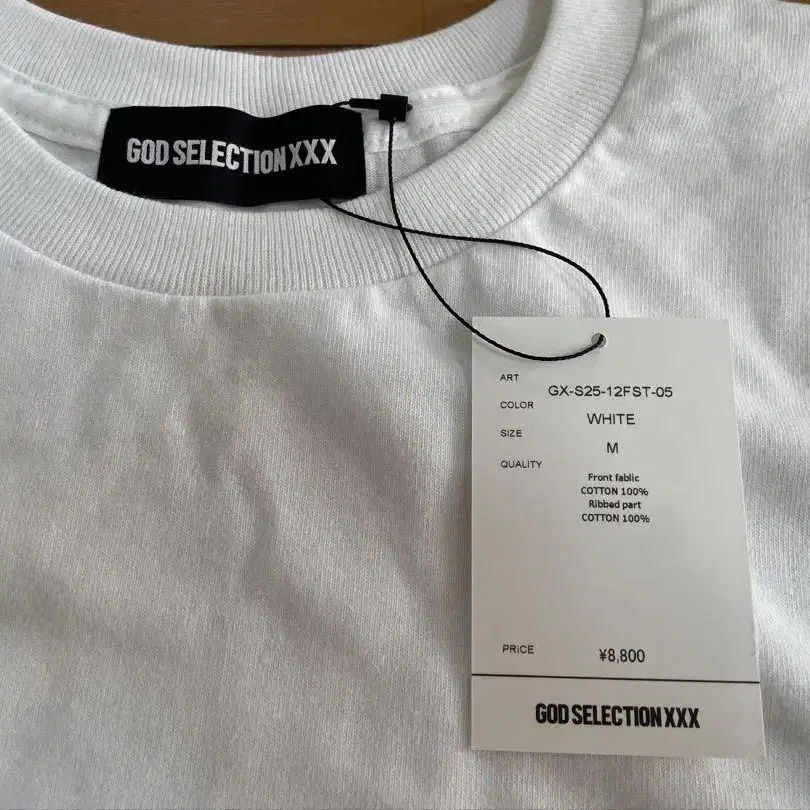 GOD SELECTION XXX
ART GX-S25-12FST-05
COLOR WHITE
SIZE M
QUALITY
Front fablic
COTTON 100%
Ribbed part
COTTON 100%
PRICE ¥8,800
GOD SELECTION XXX